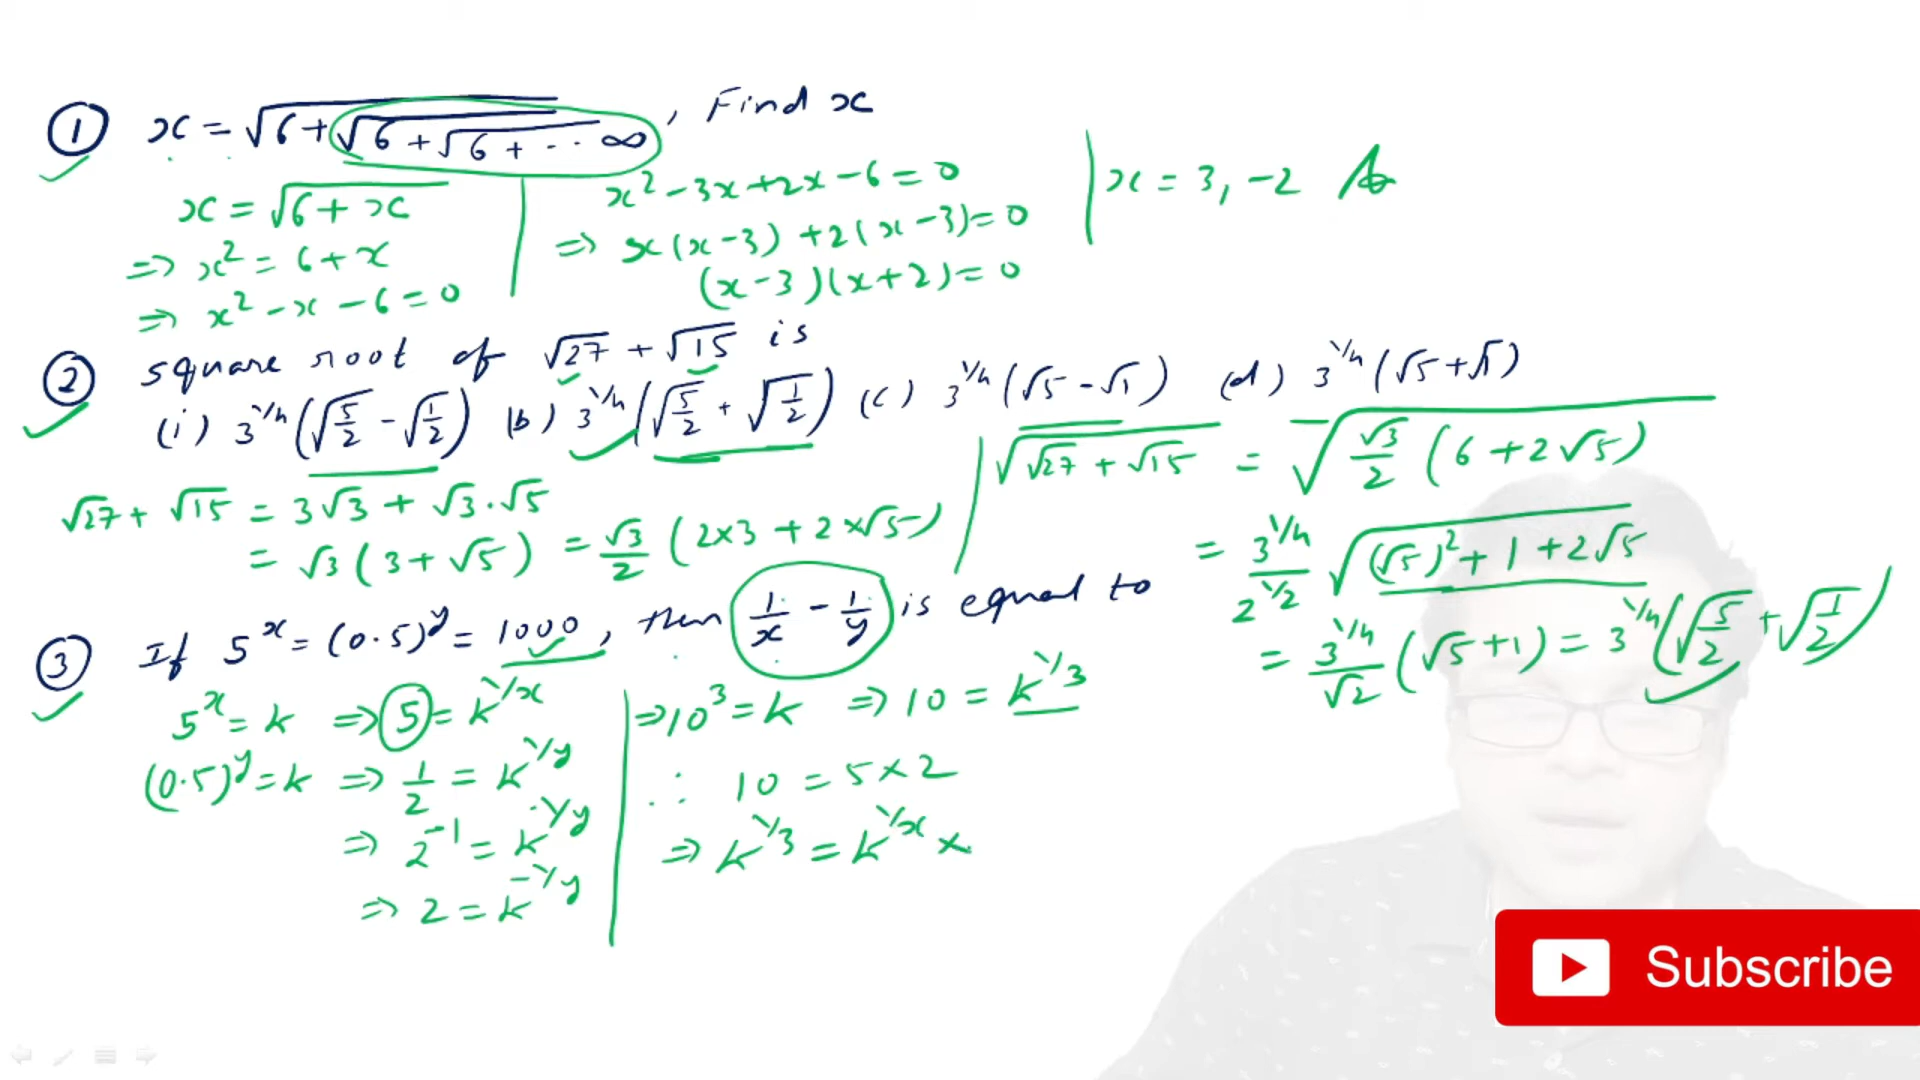 ① x = √6+√6+√6+ ⋯ ∞ , Find x
x = √6+x
⇒ x² = 6+x
⇒ x² - x - 6 = 0
x² - 3x + 2x - 6 = 0
⇒ x(x-3) + 2(x-3) = 0
(x-3)(x+2) = 0
x = 3, -2
② square root of √27 + √15 is
(i) 3^1/4 (√5/2 - √1/2) (b) 3^1/4 (√5/2 + √1/2) (c) 3^1/4 (√5 - √1) (d) 3^1/4 (√5 + √1)
√27 + √15 = 3√3 + √3·√5
= √3 (3+√5) = √3/2 (2×3 + 2×√5)
√(√27 + √15) = √(√3/2 (6+2√5))
= 3^1/4 / 2^1/2 √((√5)² + 1 + 2√5)
= 3^1/4 / √2 (√5+1) = 3^1/4 (√5/2 + √1/2)
③ If 5^x = (0.5)^y = 1000, then 1/x - 1/y is equal to
5^x = k ⇒ 5 = k^1/x
(0.5)^y = k ⇒ 1/2 = k^1/y
⇒ 2^-1 = k^1/y
⇒ 2 = k^-1/y
⇒ 10³ = k ⇒ 10 = k^1/3
∴ 10 = 5×2
⇒ k^1/3 = k^1/x ×
Subscribe